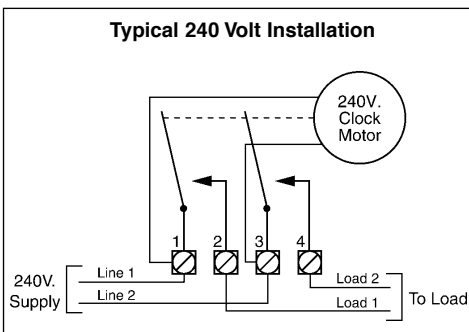 Typical 240 Volt Installation
240V.
Clock
Motor
1 2 3 4
240V.
Supply
Line 1
Line 2
Load 2
Load 1
To Load